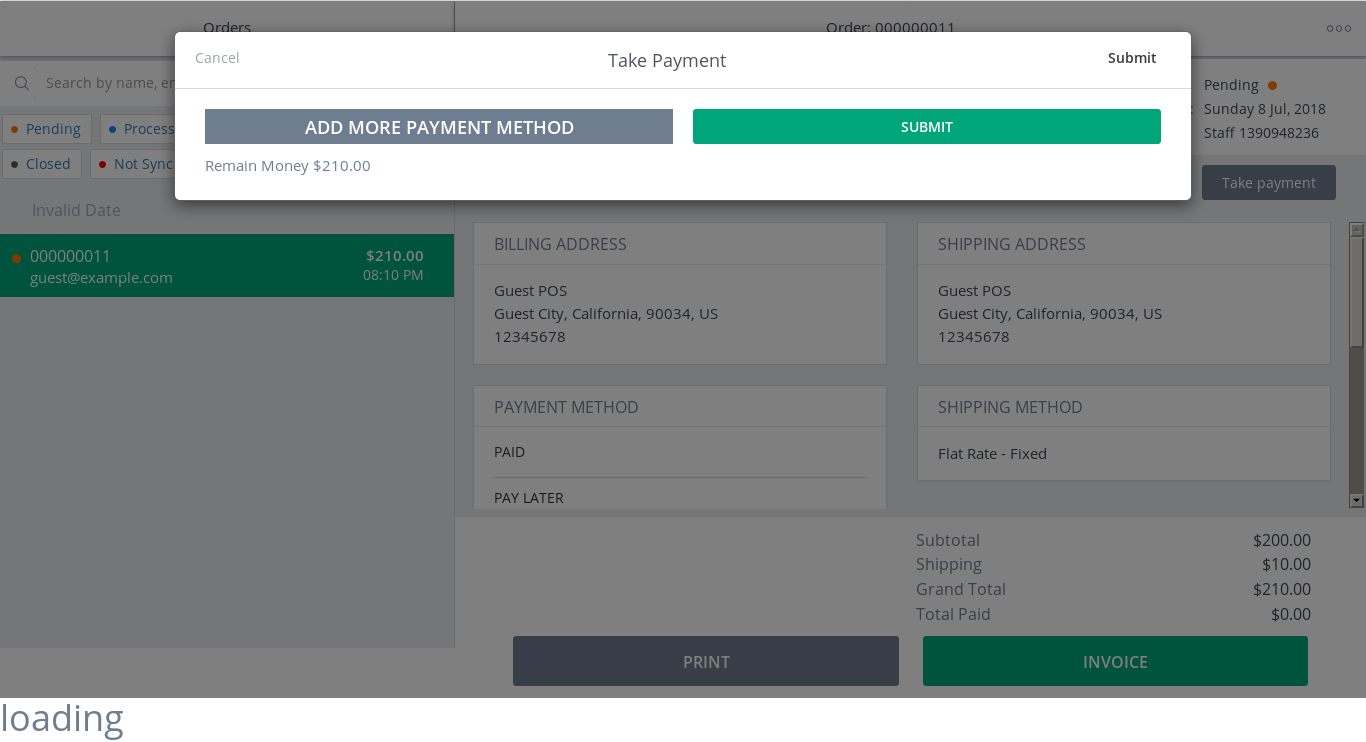 Orders
Order: 000000011
Cancel
Take Payment
Submit
ADD MORE PAYMENT METHOD
SUBMIT
Remain Money $210.00
Search by name, em
Pending
Process
Closed
Not Sync
Invalid Date
000000011
$210.00
guest@example.com
08:10 PM
Pending
Sunday 8 Jul, 2018
Staff 1390948236
Take payment
BILLING ADDRESS
Guest POS
Guest City, California, 90034, US
12345678
SHIPPING ADDRESS
Guest POS
Guest City, California, 90034, US
12345678
PAYMENT METHOD
PAID
PAY LATER
SHIPPING METHOD
Flat Rate - Fixed
Subtotal $200.00
Shipping $10.00
Grand Total $210.00
Total Paid $0.00
PRINT
INVOICE
loading